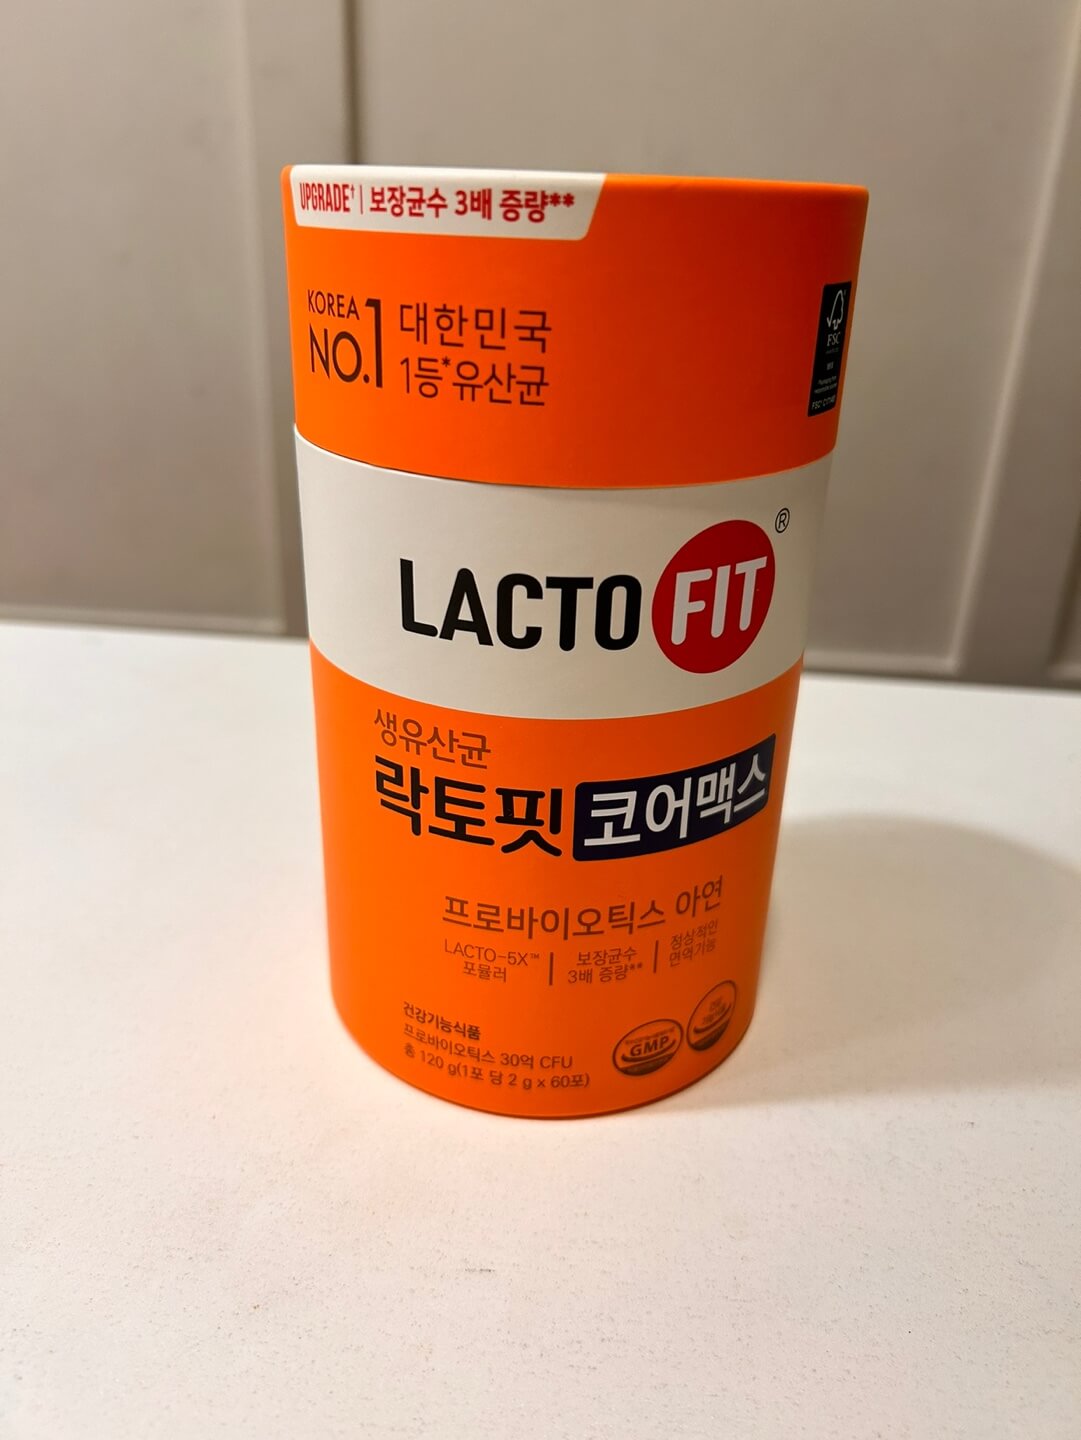 UPGRADE† | 보장균수 3배 증량**
KOREA
NO.1
대한민국
1등*유산균
FSC
LACTO FIT ®
생유산균
락토핏 코어맥스
프로바이오틱스 아연
LACTO-5X™
포뮬러
보장균수
3배 증량**
정상적인
면역기능
건강기능식품
프로바이오틱스 30억 CFU
총 120 g(1포 당 2 g x 60포)
GMP